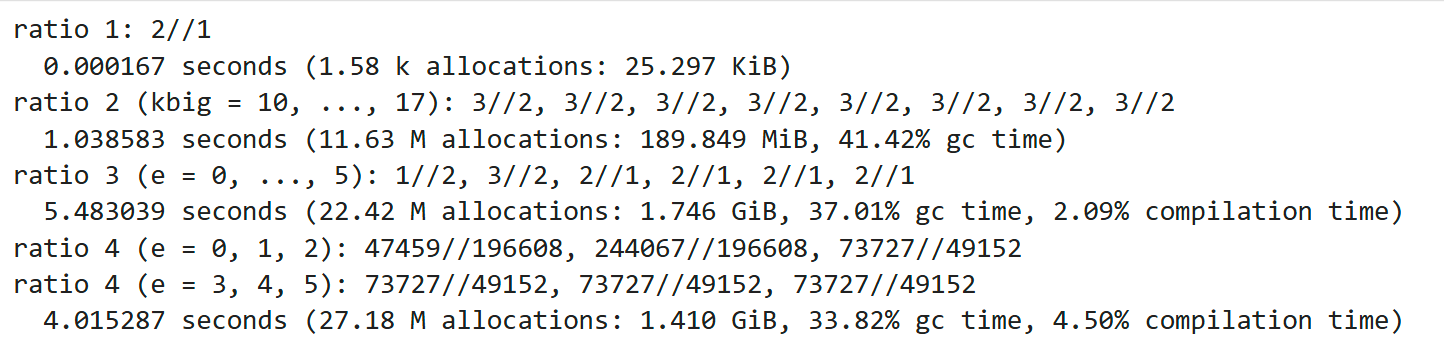 ratio 1: 2//1
  0.000167 seconds (1.58 k allocations: 25.297 KiB)
ratio 2 (kbig = 10, ..., 17): 3//2, 3//2, 3//2, 3//2, 3//2, 3//2, 3//2, 3//2
  1.038583 seconds (11.63 M allocations: 189.849 MiB, 41.42% gc time)
ratio 3 (e = 0, ..., 5): 1//2, 3//2, 2//1, 2//1, 2//1, 2//1
  5.483039 seconds (22.42 M allocations: 1.746 GiB, 37.01% gc time, 2.09% compilation time)
ratio 4 (e = 0, 1, 2): 47459//196608, 244067//196608, 73727//49152
ratio 4 (e = 3, 4, 5): 73727//49152, 73727//49152, 73727//49152
  4.015287 seconds (27.18 M allocations: 1.410 GiB, 33.82% gc time, 4.50% compilation time)